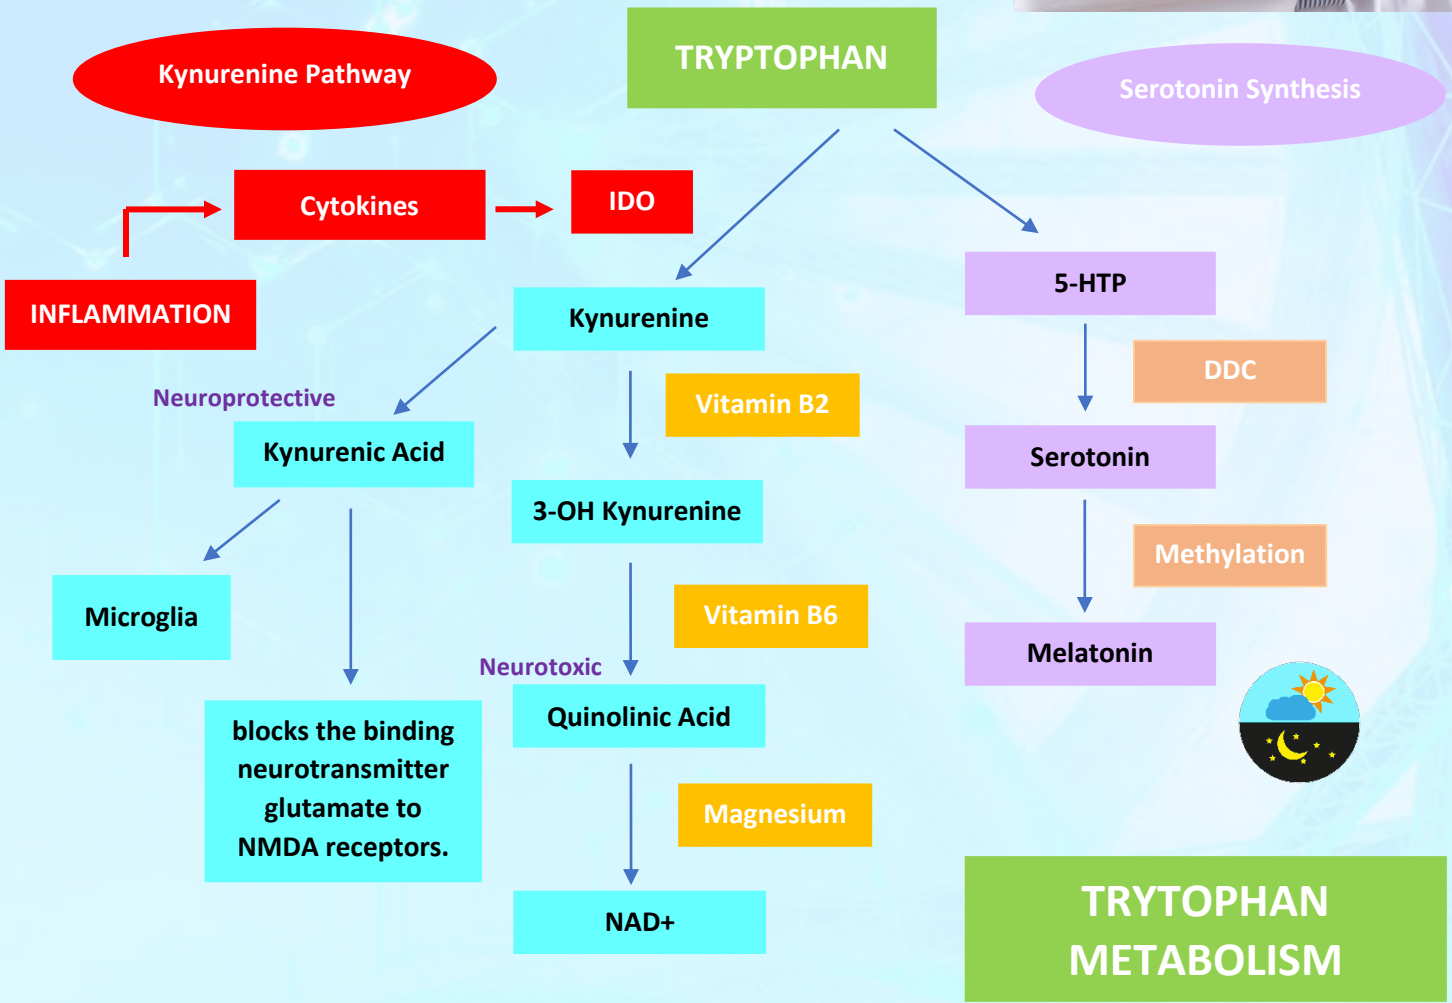 Kynurenine Pathway
TRYPTOPHAN
Serotonin Synthesis
Cytokines
IDO
INFLAMMATION
Kynurenine
5-HTP
Neuroprotective
Vitamin B2
DDC
Kynurenic Acid
Serotonin
3-OH Kynurenine
Methylation
Microglia
Vitamin B6
Neurotoxic
Melatonin
Quinolinic Acid
blocks the binding
neurotransmitter
glutamate to
NMDA receptors.
Magnesium
NAD+
TRYTOPHAN
METABOLISM